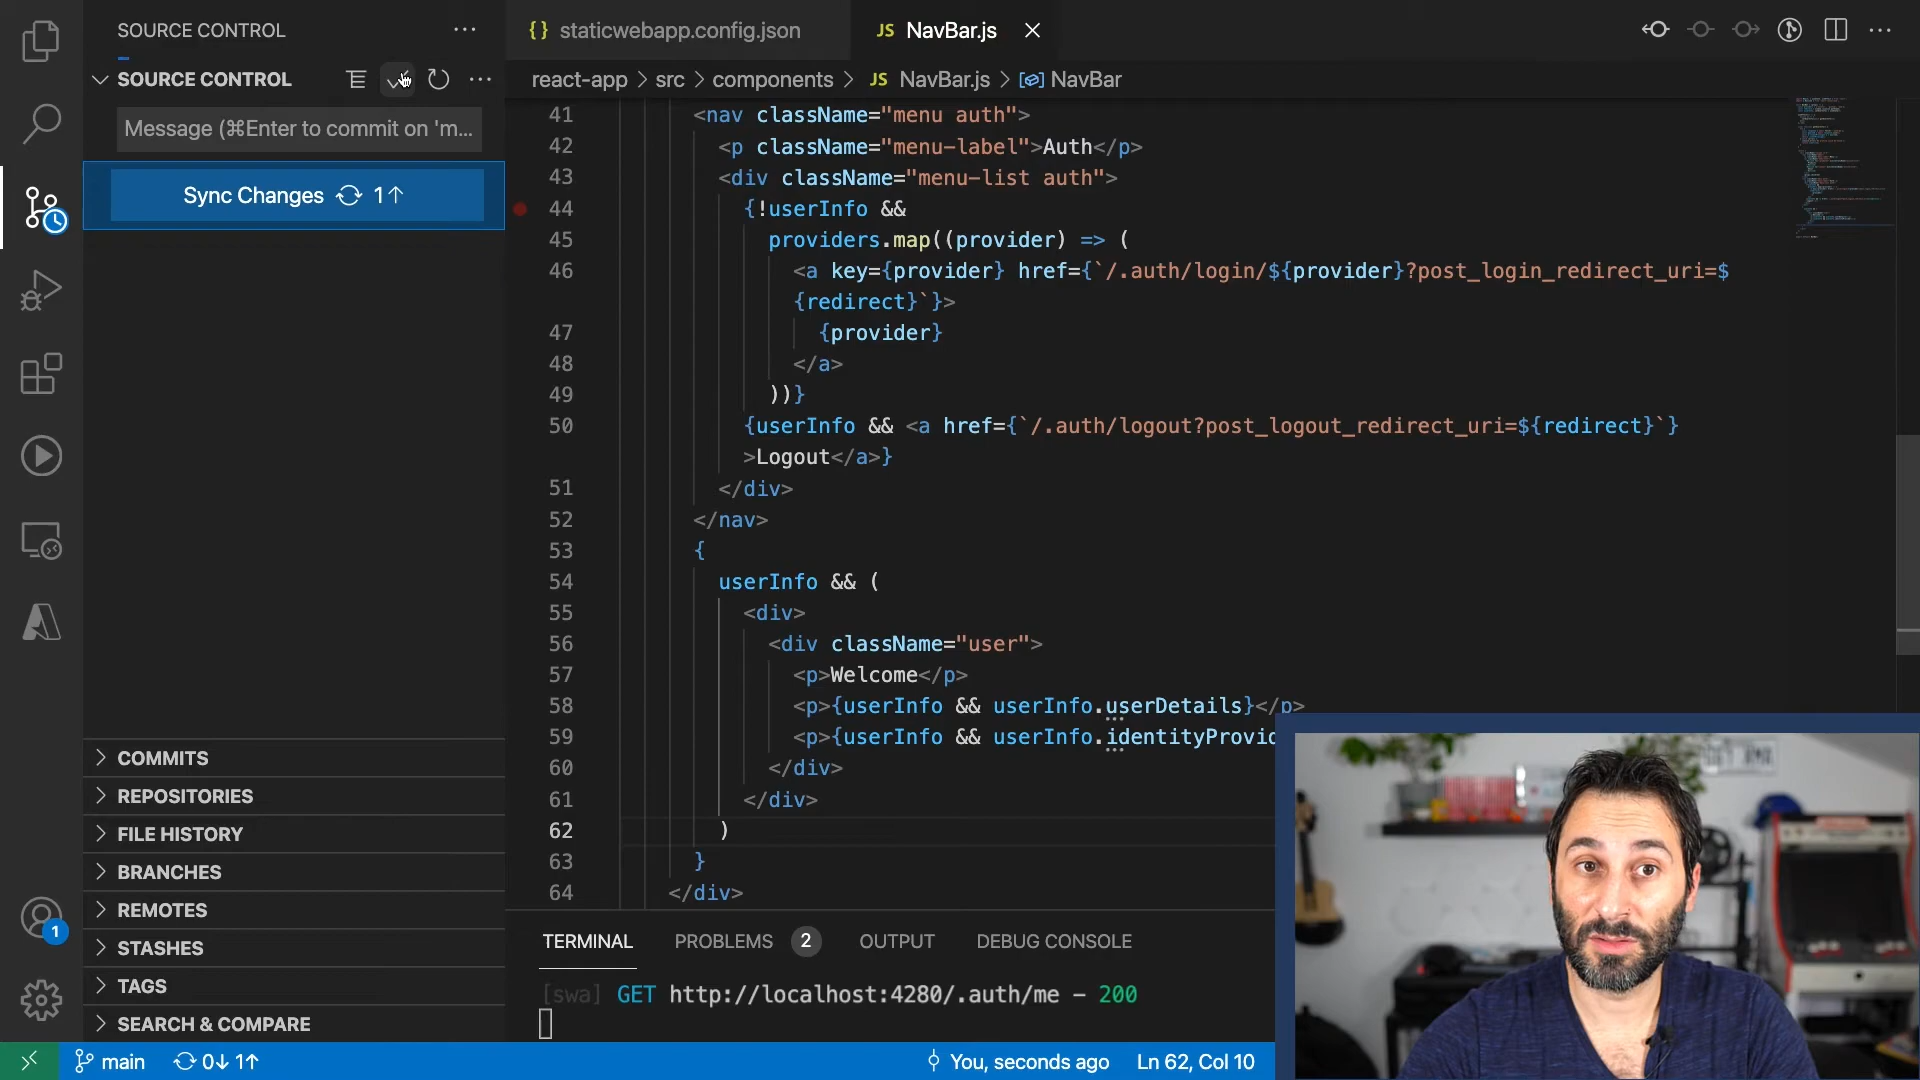 SOURCE CONTROL
SOURCE CONTROL
Message (⌘Enter to commit on 'm...
Sync Changes 1↑
COMMITS
REPOSITORIES
FILE HISTORY
BRANCHES
REMOTES
STASHES
TAGS
SEARCH & COMPARE
1
{} staticwebapp.config.json
JS NavBar.js
react-app > src > components > JS NavBar.js > NavBar
41 <nav className="menu auth">
42 <p className="menu-label">Auth</p>
43 <div className="menu-list auth">
44 {!userInfo &&
45 providers.map((provider) => (
46 <a key={provider} href={`/.auth/login/${provider}?post_login_redirect_uri=$
{redirect}`}>
47 {provider}
48 </a>
49 ))}
50 {userInfo && <a href={`/.auth/logout?post_logout_redirect_uri=${redirect}`}
>Logout</a>}
51 </div>
52 </nav>
53 {
54 userInfo && (
55 <div>
56 <div className="user">
57 <p>Welcome</p>
58 <p>{userInfo && userInfo.userDetails}</p>
59 <p>{userInfo && userInfo.identityProvid
60 </div>
61 </div>
62 )
63 }
64 </div>
TERMINAL PROBLEMS 2 OUTPUT DEBUG CONSOLE
[swa] GET http://localhost:4280/.auth/me – 200
main 0↓ 1↑ You, seconds ago Ln 62, Col 10